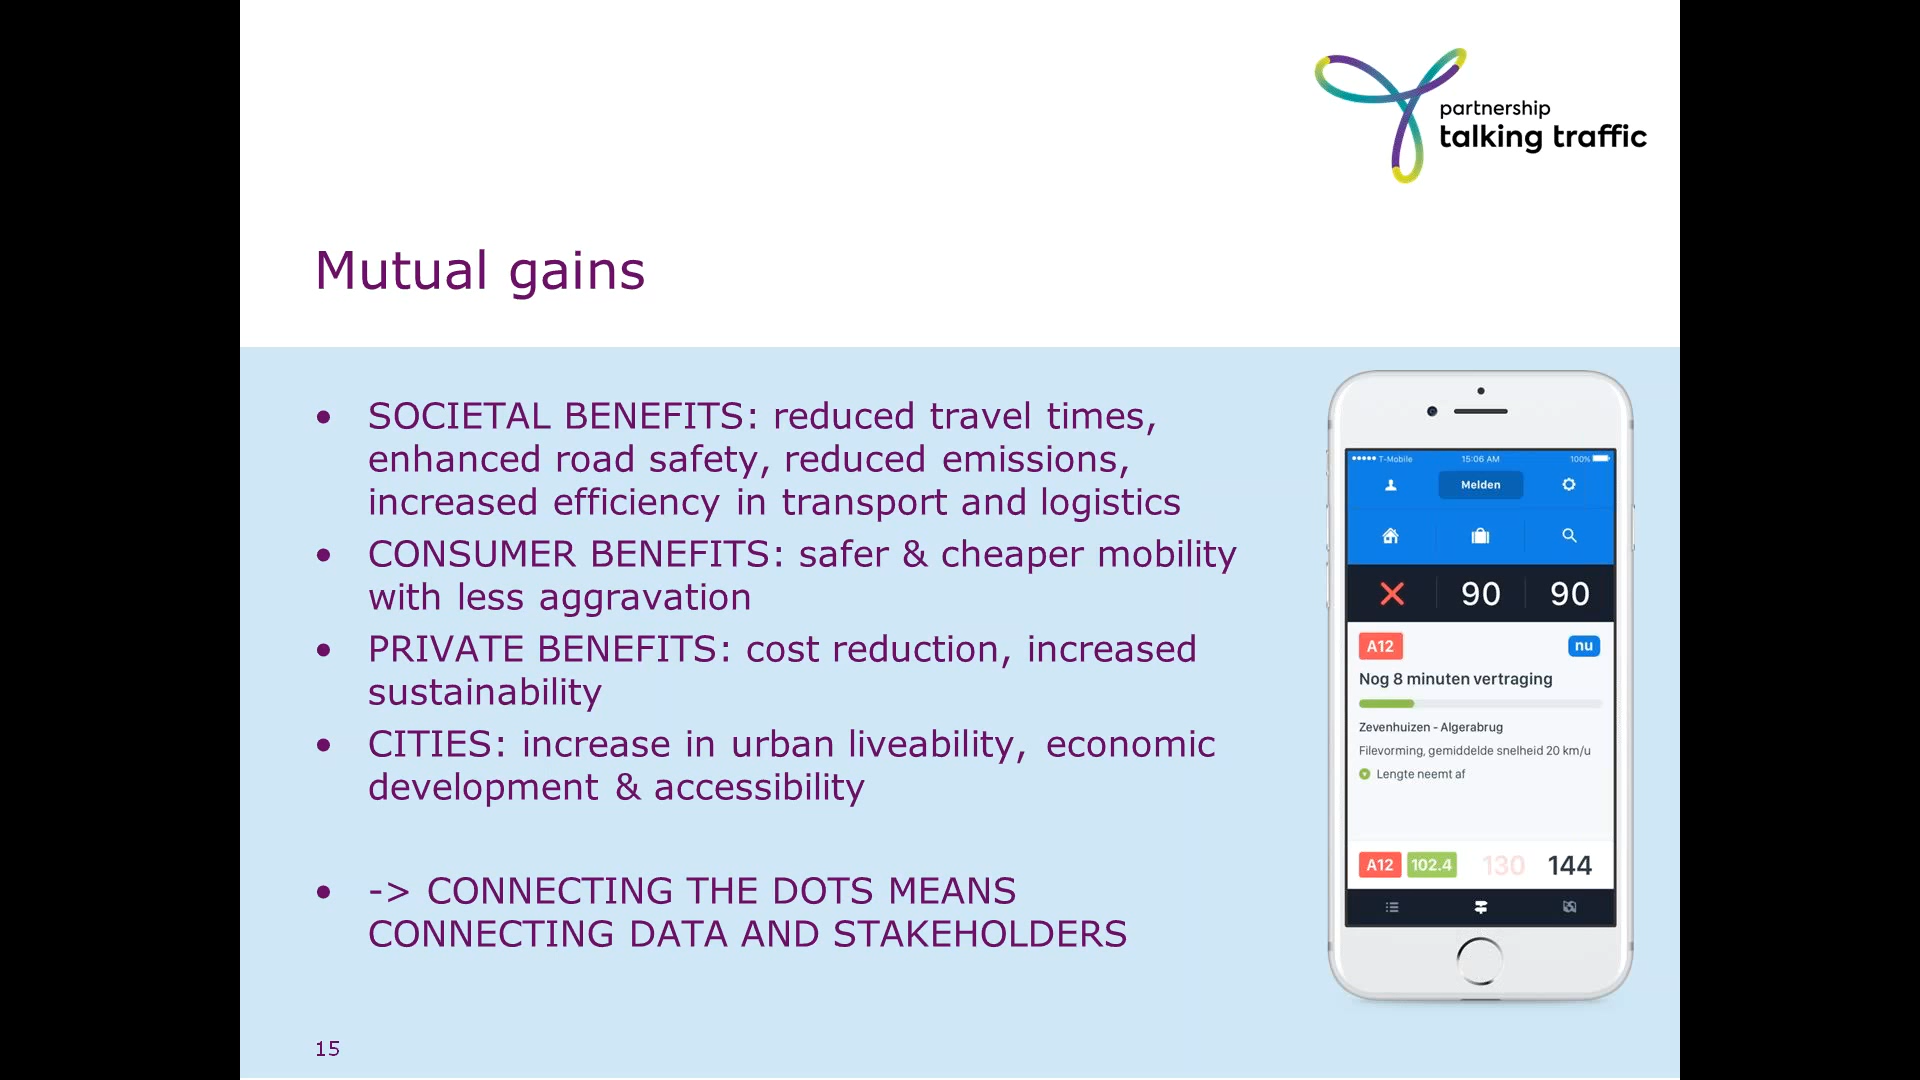 partnership
talking traffic
Mutual gains
• SOCIETAL BENEFITS: reduced travel times,
enhanced road safety, reduced emissions,
increased efficiency in transport and logistics
• CONSUMER BENEFITS: safer & cheaper mobility
with less aggravation
• PRIVATE BENEFITS: cost reduction, increased
sustainability
• CITIES: increase in urban liveability, economic
development & accessibility
• -> CONNECTING THE DOTS MEANS
CONNECTING DATA AND STAKEHOLDERS
15
T-Mobile 15:06 AM 100%
Melden
90 90
A12 nu
Nog 8 minuten vertraging
Zevenhuizen - Algerabrug
Filevorming, gemiddelde snelheid 20 km/u
Lengte neemt af
A12 102.4 130 144